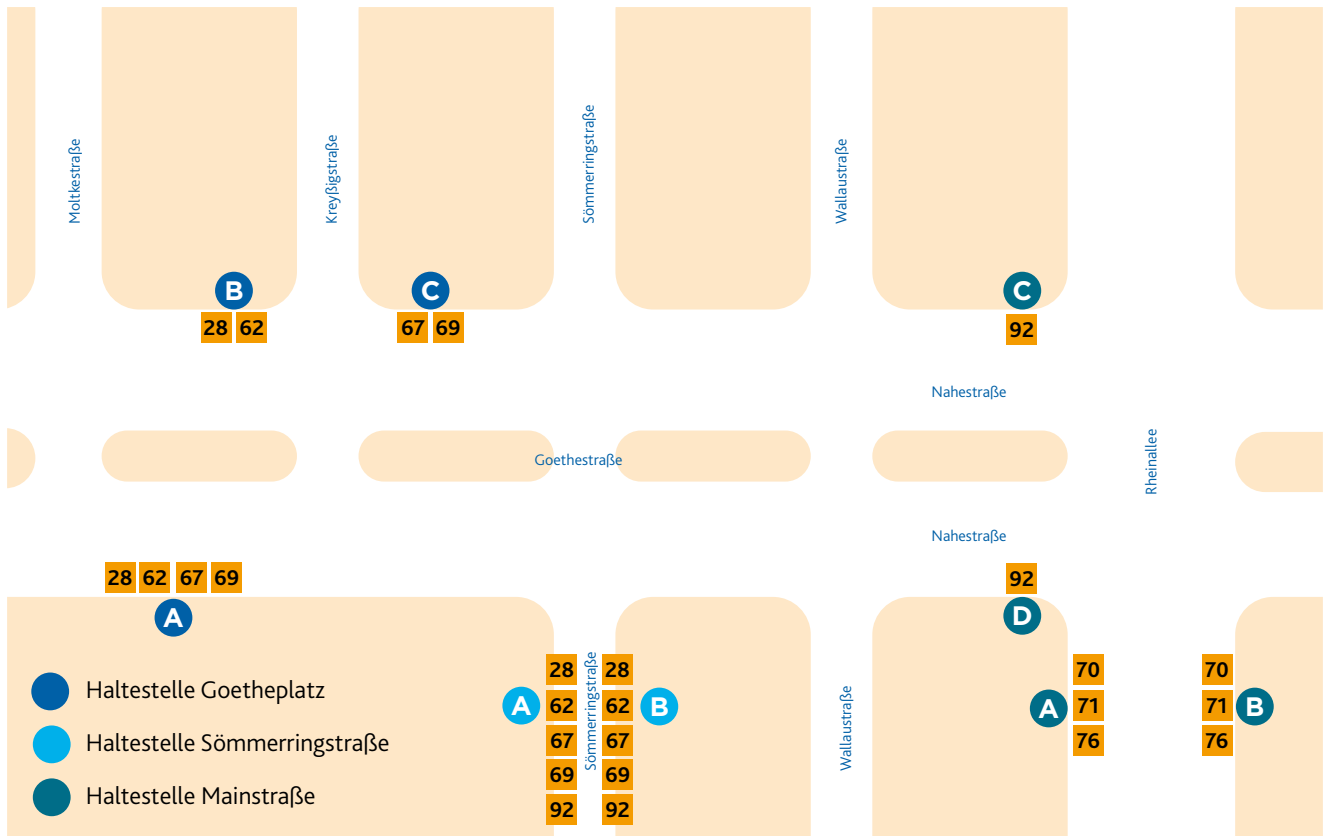 Moltkestraße
Kreyßigstraße
Sömmerringstraße
Wallaustraße
B
28 62
C
67 69
C
92
Nahestraße
Goethestraße
Rheinallee
Nahestraße
28 62 67 69
A
92
D
Haltestelle Goetheplatz
Haltestelle Sömmerringstraße
Haltestelle Mainstraße
A
28
62
67
69
92
Sömmerringstraße
28
62
67
69
92
B
Wallaustraße
A
70
71
76
70
71
76
B